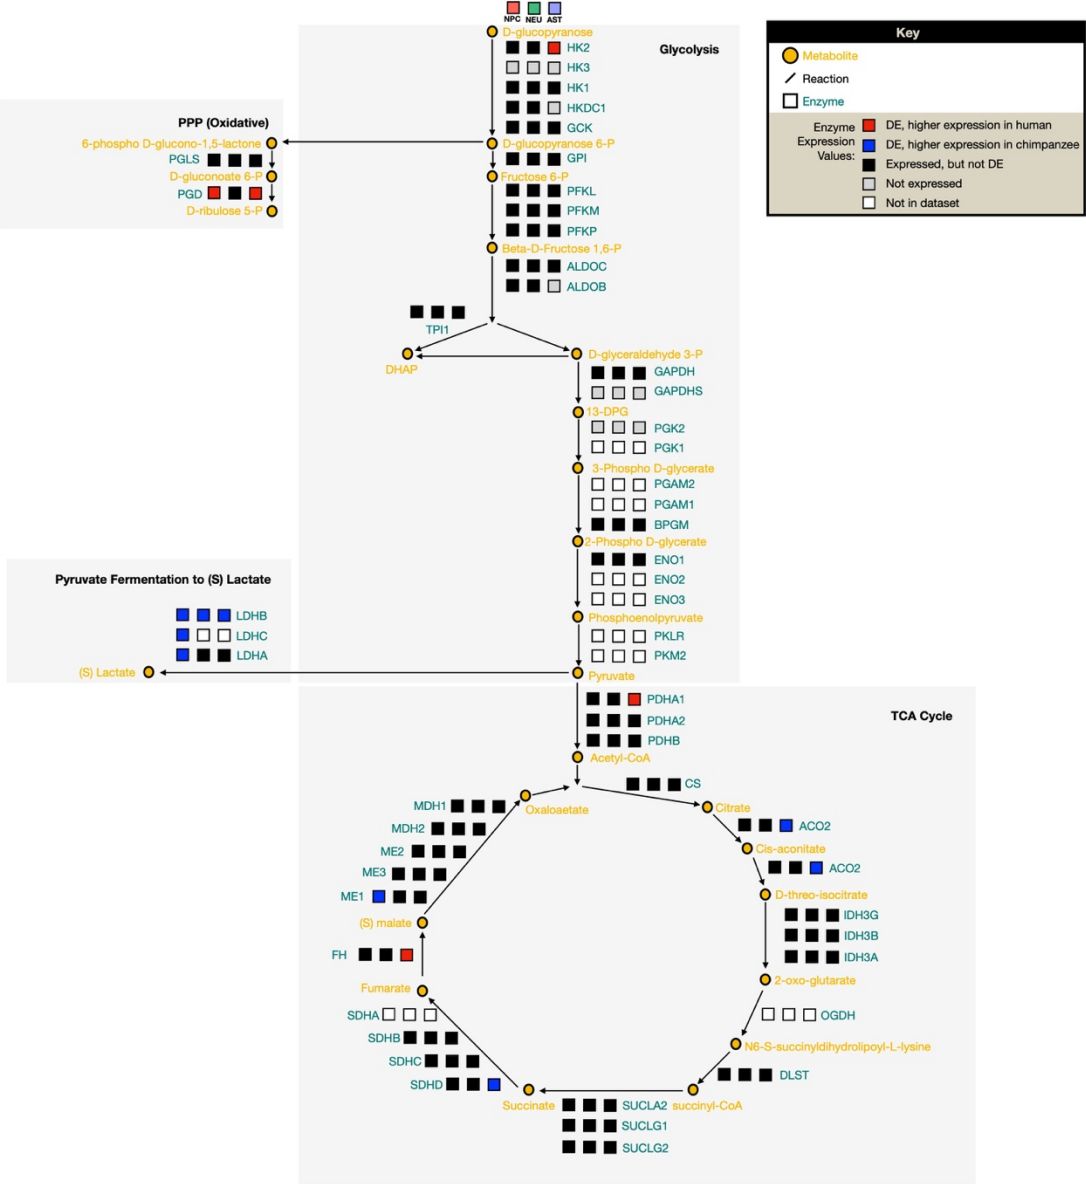 NPC NEU AST
D-glucopyranose
Glycolysis
HK2
HK3
HK1
HKDC1
GCK
PPP (Oxidative)
6-phospho D-glucono-1,5-lactone
D-glucopyranose 6-P
PGLS
GPI
D-gluconoate 6-P
Fructose 6-P
PGD
PFKL
D-ribulose 5-P
PFKM
PFKP
Beta-D-Fructose 1,6-P
ALDOC
ALDOB
TPI1
DHAP
D-glyceraldehyde 3-P
GAPDH
GAPDHS
13-DPG
PGK2
PGK1
3-Phospho D-glycerate
PGAM2
PGAM1
BPGM
2-Phospho D-glycerate
ENO1
ENO2
ENO3
Phosphoenolpyruvate
PKLR
PKM2
Pyruvate
Pyruvate Fermentation to (S) Lactate
LDHB
LDHC
LDHA
(S) Lactate
Key
Metabolite
Reaction
Enzyme
Enzyme
Expression
Values:
DE, higher expression in human
DE, higher expression in chimpanzee
Expressed, but not DE
Not expressed
Not in dataset
TCA Cycle
PDHA1
PDHA2
PDHB
Acetyl-CoA
CS
Citrate
ACO2
Cis-aconitate
ACO2
D-threo-isocitrate
IDH3G
IDH3B
IDH3A
2-oxo-glutarate
OGDH
N6-S-succinyldihydrolipoyl-L-lysine
DLST
succinyl-CoA
SUCLA2
SUCLG1
SUCLG2
Succinate
SDHD
SDHC
SDHB
SDHA
Fumarate
FH
(S) malate
ME1
ME3
ME2
MDH2
MDH1
Oxaloaetate